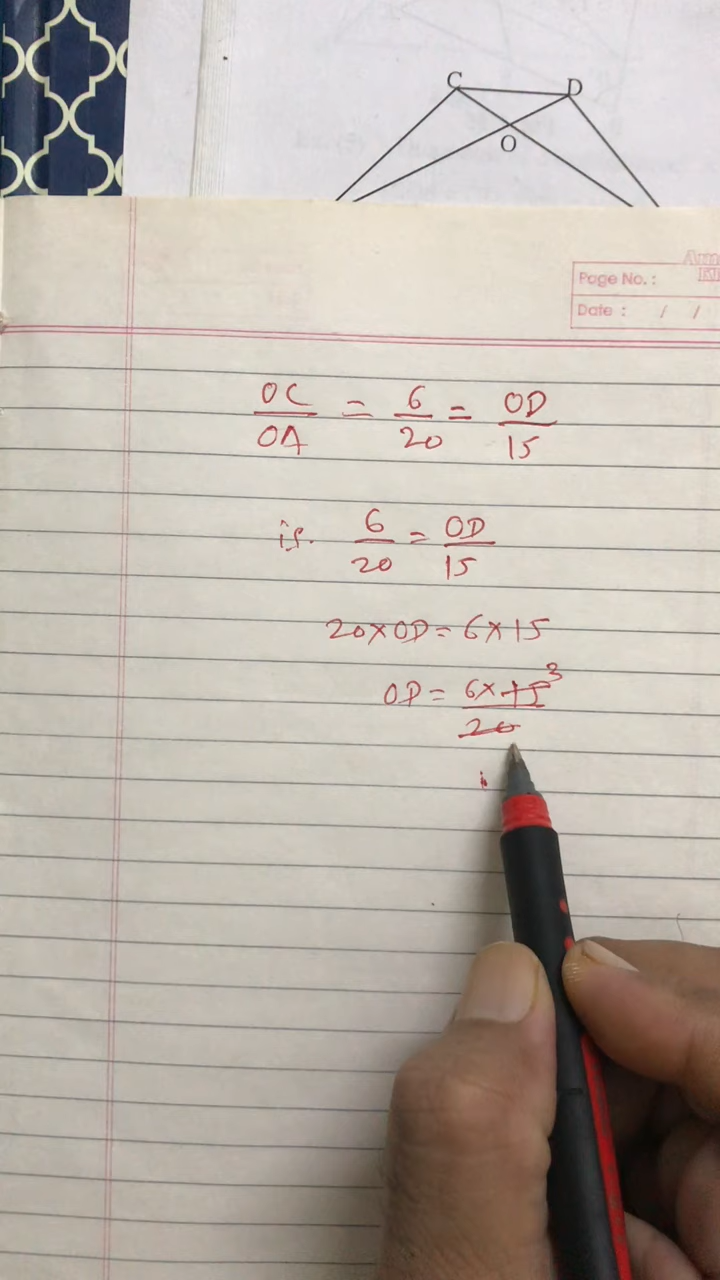 C D
O
Page No. :
Date : / /
OC/OA = 6/20 = OD/15
is. 6/20 = OD/15
20×OD = 6×15
OD = 6×15 3/20